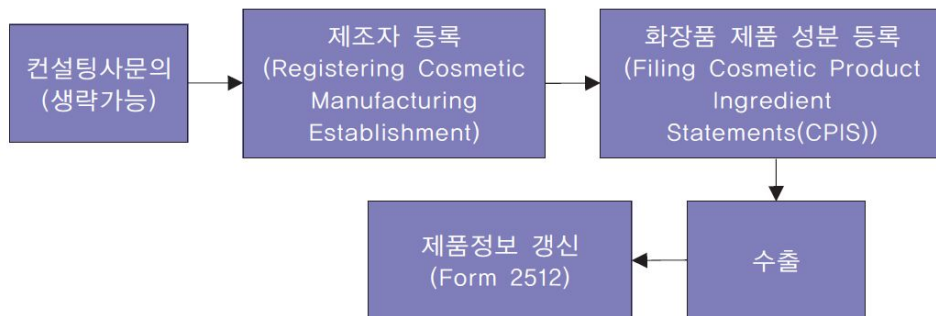 컨설팅사문의
(생략가능)
제조자 등록
(Registering Cosmetic
Manufacturing
Establishment)
화장품 제품 성분 등록
(Filing Cosmetic Product
Ingredient
Statements(CPIS))
수출
제품정보 갱신
(Form 2512)